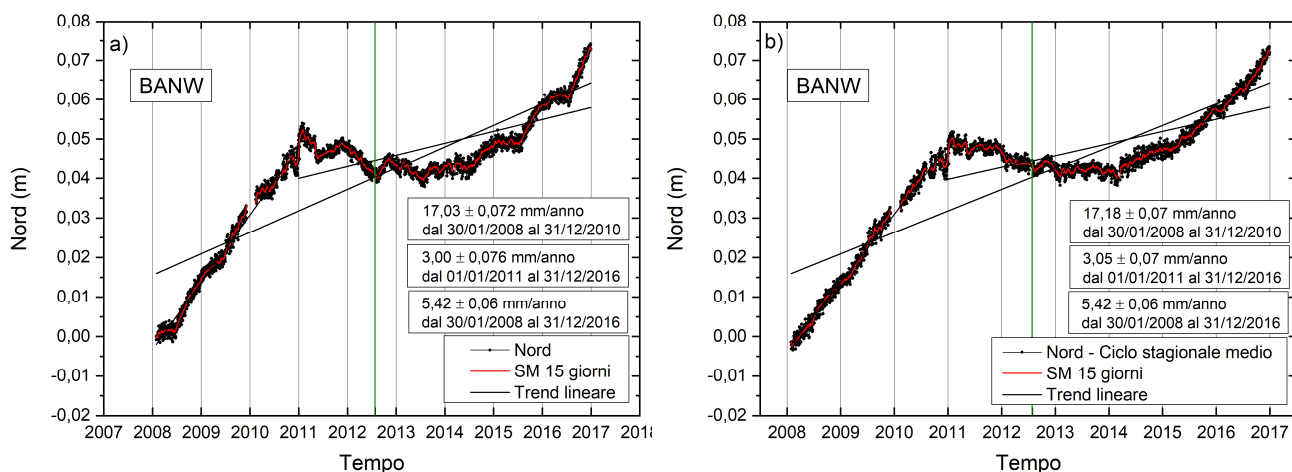 a)
BANW
Nord (m)
0,08
0,07
0,06
0,05
0,04
0,03
0,02
0,01
0,00
-0,01
-0,02
17,03 ± 0,072 mm/anno
dal 30/01/2008 al 31/12/2010
3,00 ± 0,076 mm/anno
dal 01/01/2011 al 31/12/2016
5,42 ± 0,06 mm/anno
dal 30/01/2008 al 31/12/2016
Nord
SM 15 giorni
Trend lineare
2007 2008 2009 2010 2011 2012 2013 2014 2015 2016 2017 2018
Tempo
b)
BANW
Nord (m)
0,08
0,07
0,06
0,05
0,04
0,03
0,02
0,01
0,00
-0,01
-0,02
17,18 ± 0,07 mm/anno
dal 30/01/2008 al 31/12/2010
3,05 ± 0,07 mm/anno
dal 01/01/2011 al 31/12/2016
5,42 ± 0,06 mm/anno
dal 30/01/2008 al 31/12/2016
Nord - Ciclo stagionale medio
SM 15 giorni
Trend lineare
2008 2009 2010 2011 2012 2013 2014 2015 2016 2017
Tempo